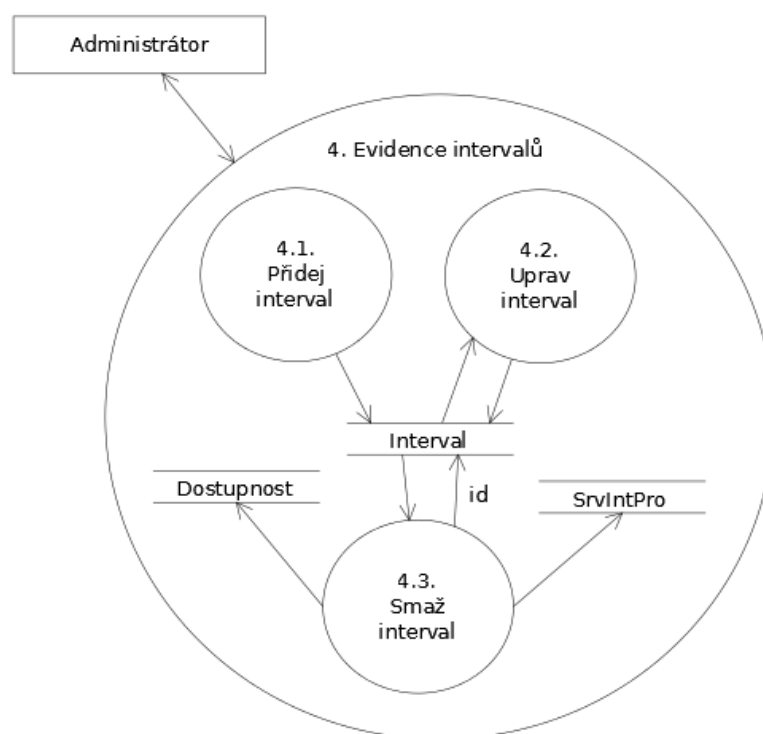 Administrátor
4. Evidence intervalů
4.1.
Přidej
interval
4.2.
Uprav
interval
Interval
Dostupnost
id
SrvIntPro
4.3.
Smaž
interval